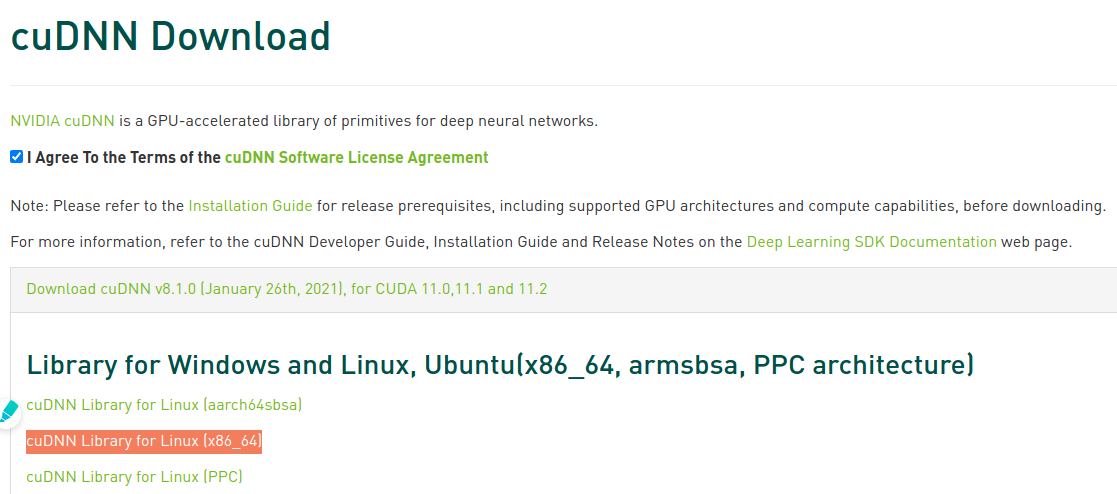 cuDNN Download
NVIDIA cuDNN is a GPU-accelerated library of primitives for deep neural networks.
I Agree To the Terms of the cuDNN Software License Agreement
Note: Please refer to the Installation Guide for release prerequisites, including supported GPU architectures and compute capabilities, before downloading.
For more information, refer to the cuDNN Developer Guide, Installation Guide and Release Notes on the Deep Learning SDK Documentation web page.
Download cuDNN v8.1.0 (January 26th, 2021), for CUDA 11.0,11.1 and 11.2
Library for Windows and Linux, Ubuntu(x86_64, armsbsa, PPC architecture)
cuDNN Library for Linux (aarch64sbsa)
cuDNN Library for Linux (x86_64)
cuDNN Library for Linux (PPC)